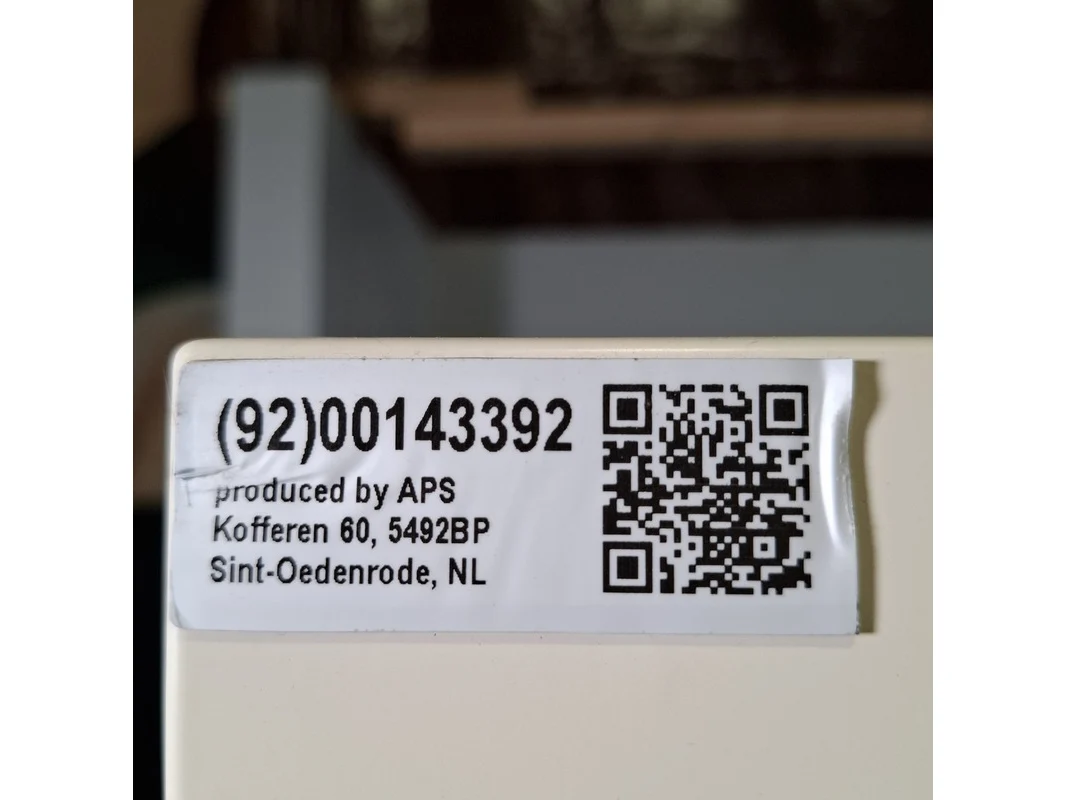 (92)00143392
produced by APS
Kofferen 60, 5492BP
Sint-Oedenrode, NL